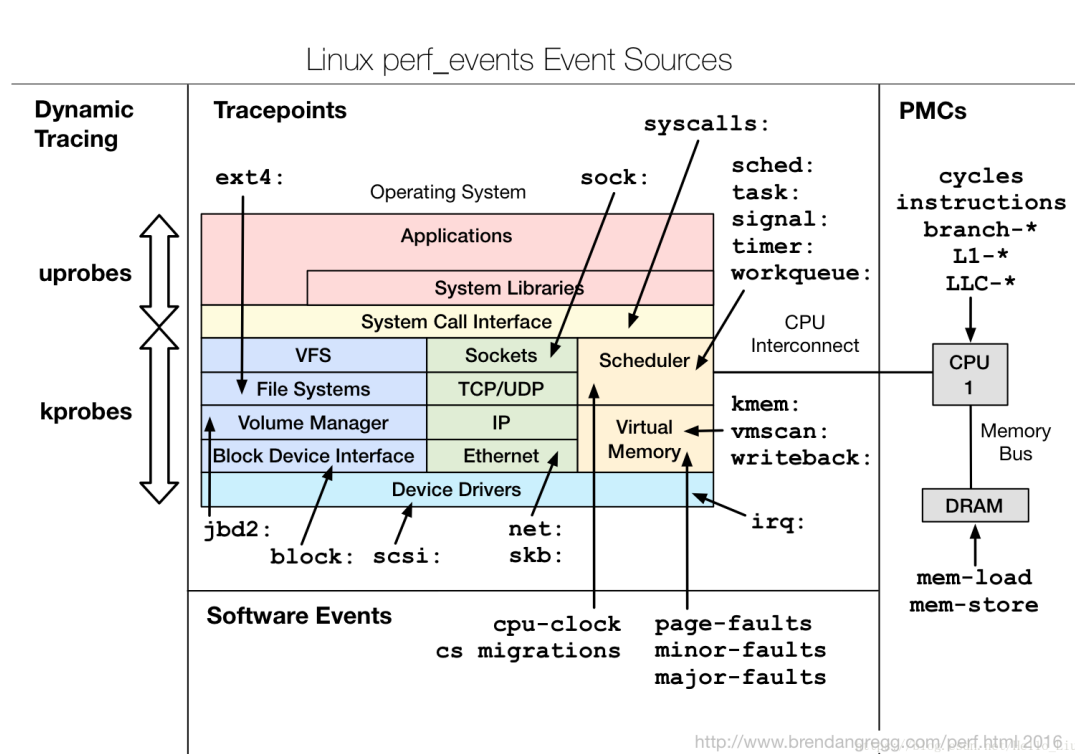 Linux perf_events Event Sources
Dynamic
Tracing
uprobes
kprobes
Tracepoints
syscalls:
ext4:
Operating System
sock:
sched:
task:
signal:
timer:
workqueue:
Applications
System Libraries
System Call Interface
VFS
Sockets
Scheduler
File Systems
TCP/UDP
Volume Manager
IP
Virtual
Memory
Block Device Interface
Ethernet
Device Drivers
kmem:
vmscan:
writeback:
jbd2:
block:
scsi:
net:
skb:
irq:
CPU
Interconnect
PMCs
cycles
instructions
branch-*
L1-*
LLC-*
CPU
1
Memory
Bus
DRAM
mem-load
mem-store
Software Events
cpu-clock
cs migrations
page-faults
minor-faults
major-faults
http://www.brendangregg.com/perf.html 2016